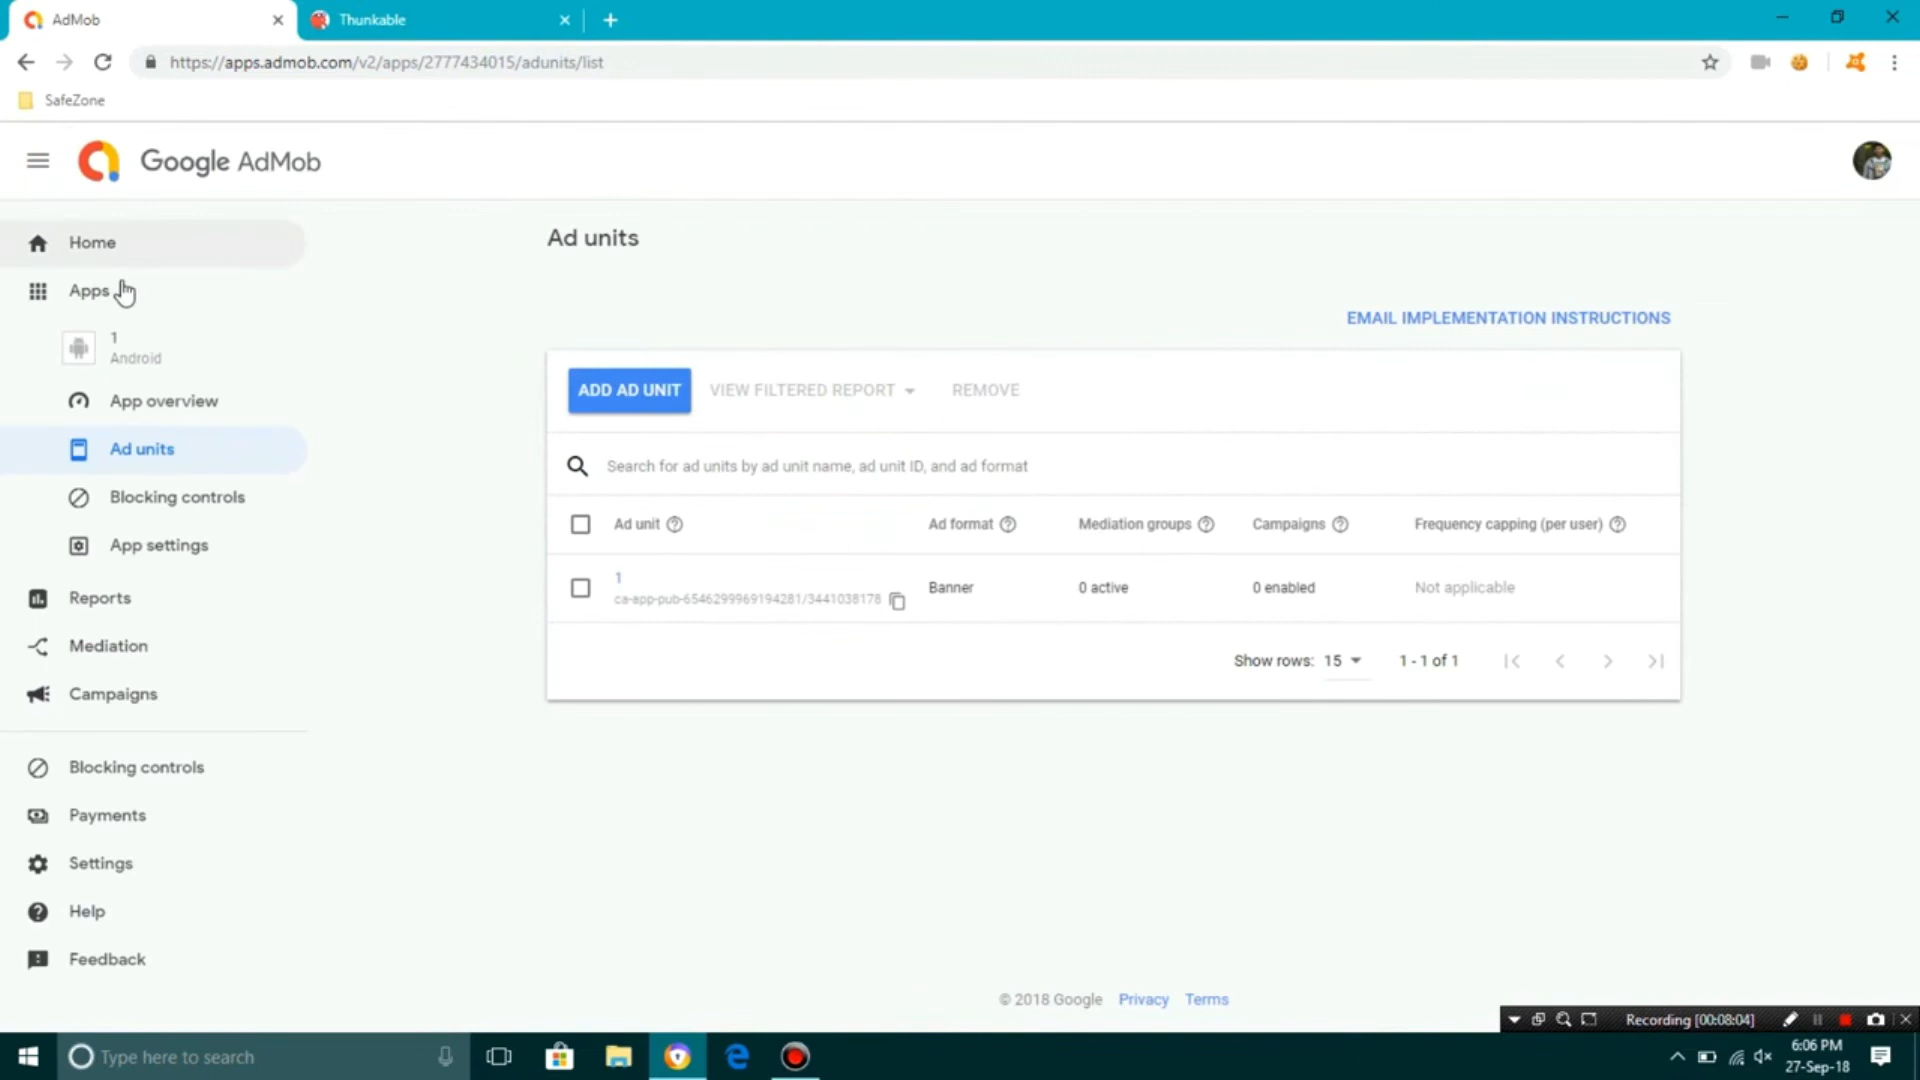 AdMob
Thunkable
https://apps.admob.com/v2/apps/2777434015/adunits/list
SafeZone
Google AdMob
Home
Apps
1
Android
App overview
Ad units
Blocking controls
App settings
Reports
Mediation
Campaigns
Blocking controls
Payments
Settings
Help
Feedback
Ad units
EMAIL IMPLEMENTATION INSTRUCTIONS
ADD AD UNIT VIEW FILTERED REPORT REMOVE
Search for ad units by ad unit name, ad unit ID, and ad format
Ad unit Ad format Mediation groups Campaigns Frequency capping (per user)
1
ca-app-pub-6546299969194281/3441038178 Banner 0 active 0 enabled Not applicable
Show rows: 15 1 - 1 of 1
© 2018 Google Privacy Terms
Recording [00:08:04]
Type here to search
6:06 PM
27-Sep-18